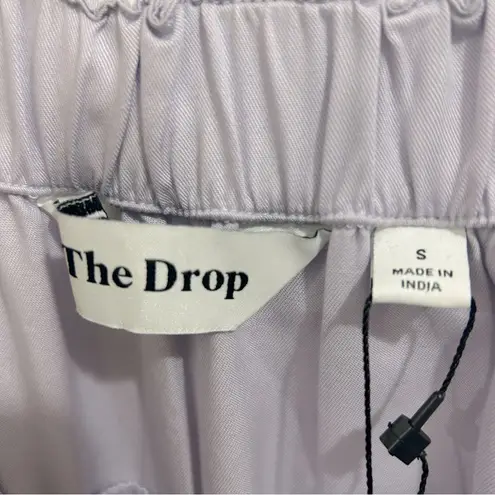 The Drop
S
MADE IN
INDIA